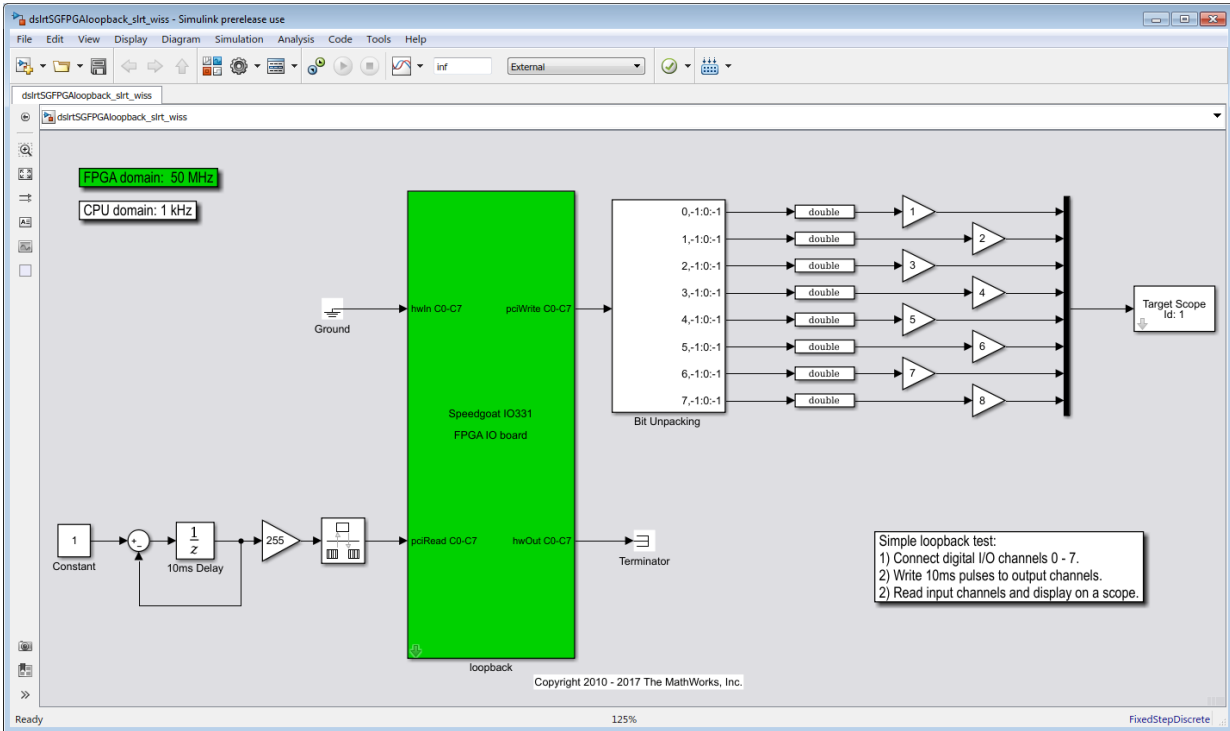 dslrtSGFPGAloopback_slrt_wiss - Simulink prerelease use
File Edit View Display Diagram Simulation Analysis Code Tools Help
inf
External
dslrtSGFPGAloopback_slrt_wiss
dslrtSGFPGAloopback_slrt_wiss
FPGA domain: 50 MHz
CPU domain: 1 kHz
Ground
hwIn C0-C7
pciWrite C0-C7
Speedgoat IO331
FPGA IO board
pciRead C0-C7
hwOut C0-C7
loopback
0,-1:0:-1
double
1
1,-1:0:-1
double
2
2,-1:0:-1
double
3
3,-1:0:-1
double
4
4,-1:0:-1
double
5
5,-1:0:-1
double
6
6,-1:0:-1
double
7
7,-1:0:-1
double
8
Bit Unpacking
Target Scope
Id: 1
1
Constant
+
-
1
z
10ms Delay
255
Terminator
Simple loopback test:
1) Connect digital I/O channels 0 - 7.
2) Write 10ms pulses to output channels.
2) Read input channels and display on a scope.
Copyright 2010 - 2017 The MathWorks, Inc.
Ready
125%
FixedStepDiscrete